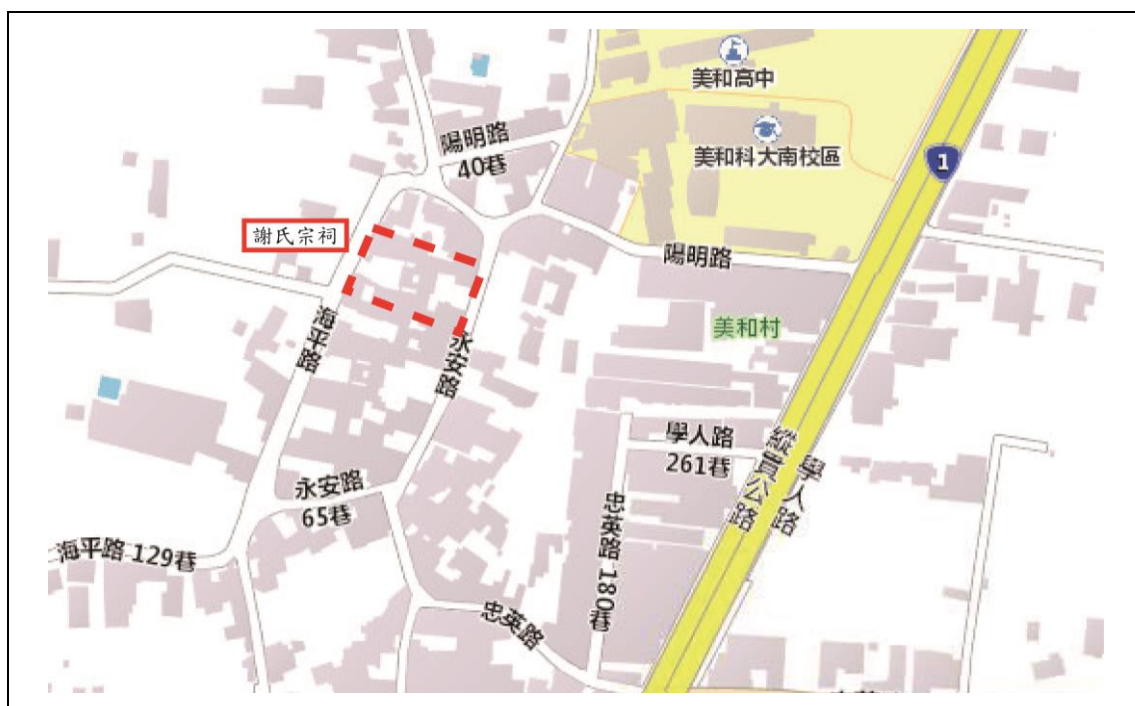 美和高中
陽明路
40巷
美和科大南校區
1
謝氏宗祠
陽明路
海平路
美和村
永安路
學人路
261巷
縱貫公路
學人路
永安路
65巷
忠英路 180巷
海平路 129巷
忠英路